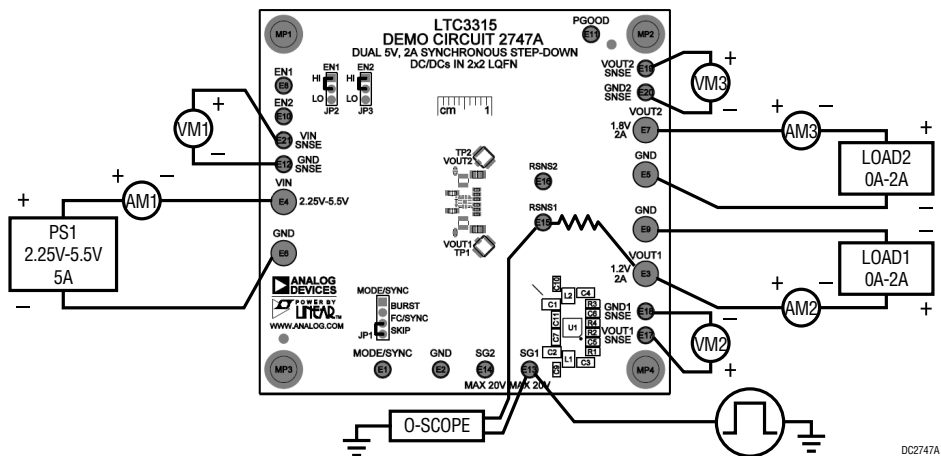 LTC3315
DEMO CIRCUIT 2747A
DUAL 5V, 2A SYNCHRONOUS STEP-DOWN
DC/DCs IN 2x2 LQFN
MP1
PGOOD
E11
MP2
EN1
E8
EN2
E10
EN1
HI
LO
JP2
EN2
HI
LO
JP3
cm 1
VM1
+
–
E21
VIN
SNSE
E12
GND
SNSE
VIN
E4
2.25V-5.5V
+
AM1
–
+
PS1
2.25V-5.5V
5A
–
GND
E6
TP2
VOUT2
RSNS2
E16
RSNS1
E15
VOUT1
TP1
VOUT2
SNSE
E19
GND2
SNSE
E20
+
VM3
–
VOUT2
1.8V
2A
E7
+
AM3
–
+
LOAD2
0A-2A
–
GND
E5
GND
E9
–
LOAD1
0A-2A
+
VOUT1
1.2V
2A
E3
–
AM2
+
GND1
SNSE
E18
VOUT1
SNSE
E17
–
VM2
+
ANALOG
DEVICES
POWER BY
LINEAR™
WWW.ANALOG.COM
MODE/SYNC
BURST
FC/SYNC
SKIP
JP1
C10
L2
C4
C1
R3
C6
C11
U1
R4
R2
C7
C5
C2
R1
L1
C3
C9
MP3
MODE/SYNC
E1
GND
E2
SG2
E14
SG1
E13
MAX 20V
MAX 20V
MP4
O-SCOPE
DC2747A